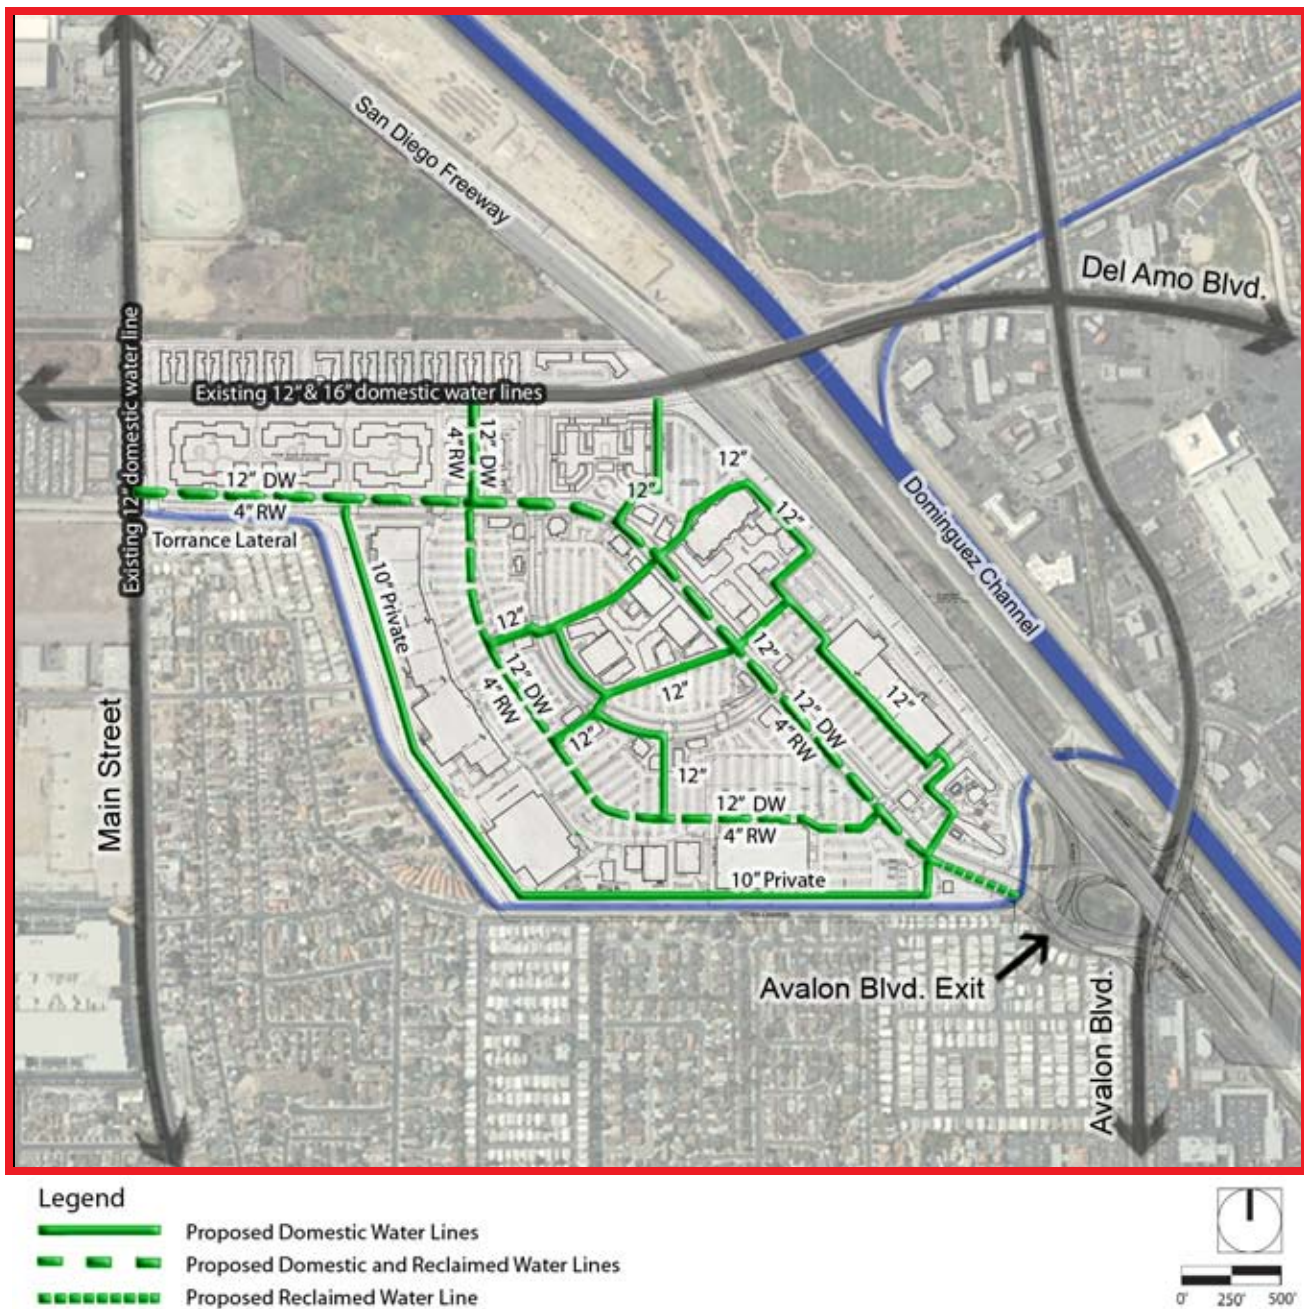 San Diego Freeway
Del Amo Blvd.
Existing 12" domestic water line
Existing 12" & 16" domestic water lines
12" DW
4" RW
12" DW
4" RW
Torrance Lateral
12"
12"
12"
Dominguez Channel
10" Private
12"
12"
12" DW
4" RW
12"
12"
12" DW
4" RW
12"
12"
Main Street
12" DW
4" RW
10" Private
Avalon Blvd. Exit
Avalon Blvd.
Legend
Proposed Domestic Water Lines
Proposed Domestic and Reclaimed Water Lines
Proposed Reclaimed Water Line
0' 250' 500'